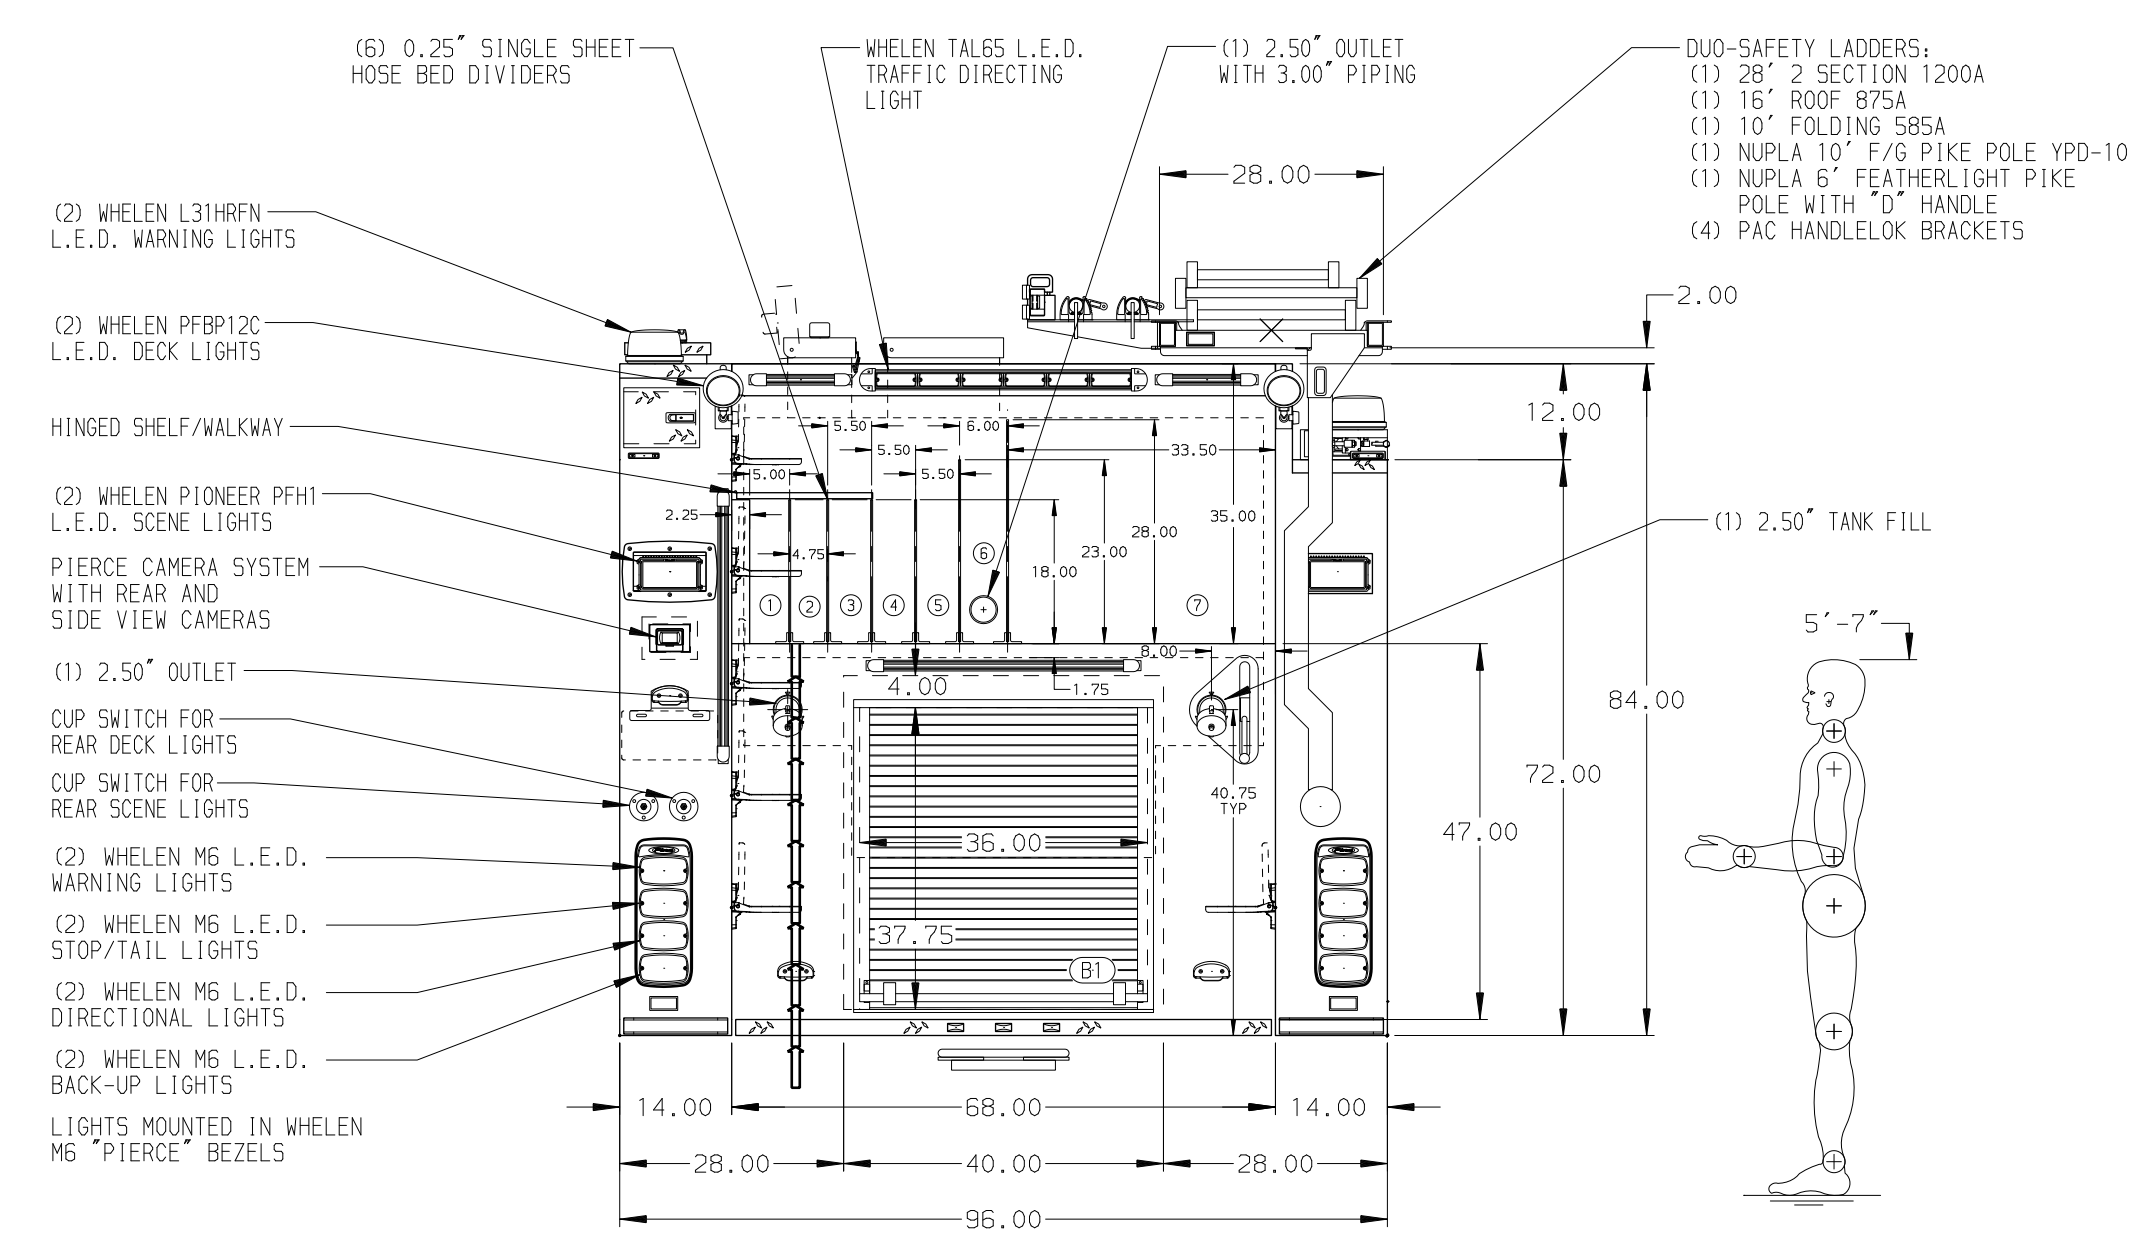 (6) 0.25" SINGLE SHEET
HOSE BED DIVIDERS
WHELEN TAL65 L.E.D.
TRAFFIC DIRECTING
LIGHT
(1) 2.50" OUTLET
WITH 3.00" PIPING
DUO-SAFETY LADDERS:
(1) 28' 2 SECTION 1200A
(1) 16' ROOF 875A
(1) 10' FOLDING 585A
(1) NUPLA 10' F/G PIKE POLE YPD-10
(1) NUPLA 6' FEATHERLIGHT PIKE
POLE WITH "D" HANDLE
(4) PAC HANDLELOK BRACKETS
(2) WHELEN L31HRFN
L.E.D. WARNING LIGHTS
(2) WHELEN PFBP12C
L.E.D. DECK LIGHTS
HINGED SHELF/WALKWAY
(2) WHELEN PIONEER PFH1
L.E.D. SCENE LIGHTS
PIERCE CAMERA SYSTEM
WITH REAR AND
SIDE VIEW CAMERAS
(1) 2.50" OUTLET
CUP SWITCH FOR
REAR DECK LIGHTS
CUP SWITCH FOR
REAR SCENE LIGHTS
(2) WHELEN M6 L.E.D.
WARNING LIGHTS
(2) WHELEN M6 L.E.D.
STOP/TAIL LIGHTS
(2) WHELEN M6 L.E.D.
DIRECTIONAL LIGHTS
(2) WHELEN M6 L.E.D.
BACK-UP LIGHTS
LIGHTS MOUNTED IN WHELEN
M6 "PIERCE" BEZELS
28.00
2.00
12.00
5.50
6.00
5.50
33.50
5.00
5.50
2.25
35.00
28.00
4.75
23.00
18.00
(1) 2.50" TANK FILL
1
2
3
4
5
6
7
8.00
4.00
1.75
5'-7"
84.00
72.00
40.75
TYP
47.00
36.00
37.75
B1
14.00
68.00
14.00
28.00
40.00
28.00
96.00